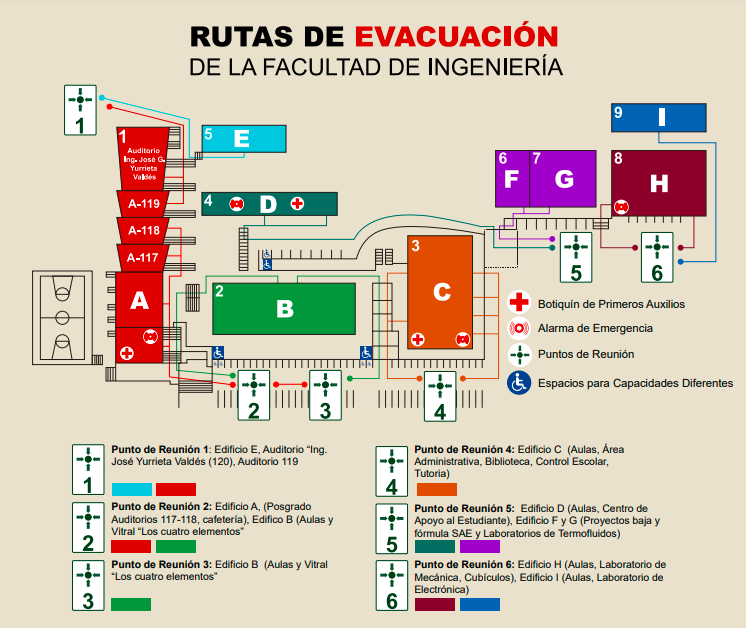 RUTAS DE EVACUACIÓN
DE LA FACULTAD DE INGENIERÍA
1
1
Auditorio
Ing. José G.
Yurrieta
Valdés
A-119
A-118
A-117
A
5 E
4 D
2 B
3
C
6 F
7 G
9 I
8 H
5
6
2
3
4
Botiquín de Primeros Auxilios
Alarma de Emergencia
Puntos de Reunión
Espacios para Capacidades Diferentes
1
Punto de Reunión 1: Edificio E, Auditorio “Ing.
José Yurrieta Valdés (120), Auditorio 119
2
Punto de Reunión 2: Edificio A, (Posgrado
Auditorios 117-118, cafetería), Edifico B (Aulas y
Vitral “Los cuatro elementos”
3
Punto de Reunión 3: Edificio B (Aulas y Vitral
“Los cuatro elementos”
4
Punto de Reunión 4: Edificio C (Aulas, Área
Administrativa, Biblioteca, Control Escolar,
Tutoria)
5
Punto de Reunión 5: Edificio D (Aulas, Centro de
Apoyo al Estudiante), Edificio F y G (Proyectos baja y
fórmula SAE y Laboratorios de Termofluidos)
6
Punto de Reunión 6: Edificio H (Aulas, Laboratorio de
Mecánica, Cubículos), Edificio I (Aulas, Laboratorio de
Electrónica)